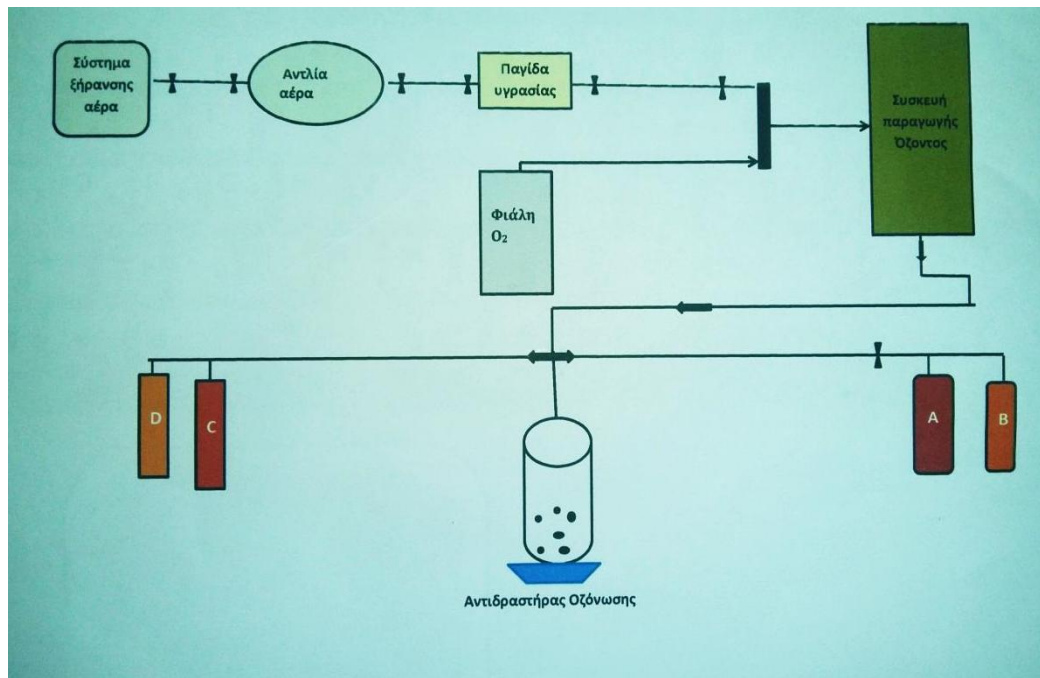 Σύστημα
ξήρανσης
αέρα
Αντλία
αέρα
Παγίδα
υγρασίας
Συσκευή
παραγωγής
Όζοντος
Φιάλη
O₂
D
C
A
B
Αντιδραστήρας Οζόνωσης